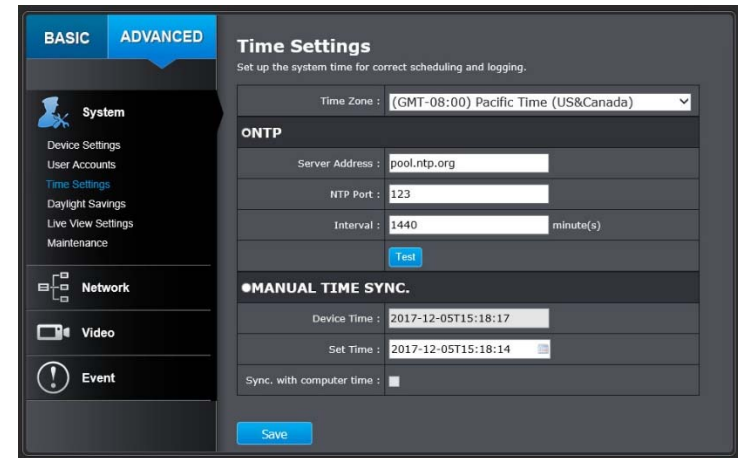 BASIC
ADVANCED
System
Device Settings
User Accounts
Time Settings
Daylight Savings
Live View Settings
Maintenance
Network
Video
Event
Time Settings
Set up the system time for correct scheduling and logging.
Time Zone : (GMT-08:00) Pacific Time (US&Canada)
NTP
Server Address : pool.ntp.org
NTP Port : 123
Interval : 1440 minute(s)
Test
MANUAL TIME SYNC.
Device Time : 2017-12-05T15:18:17
Set Time : 2017-12-05T15:18:14
Sync. with computer time :
Save